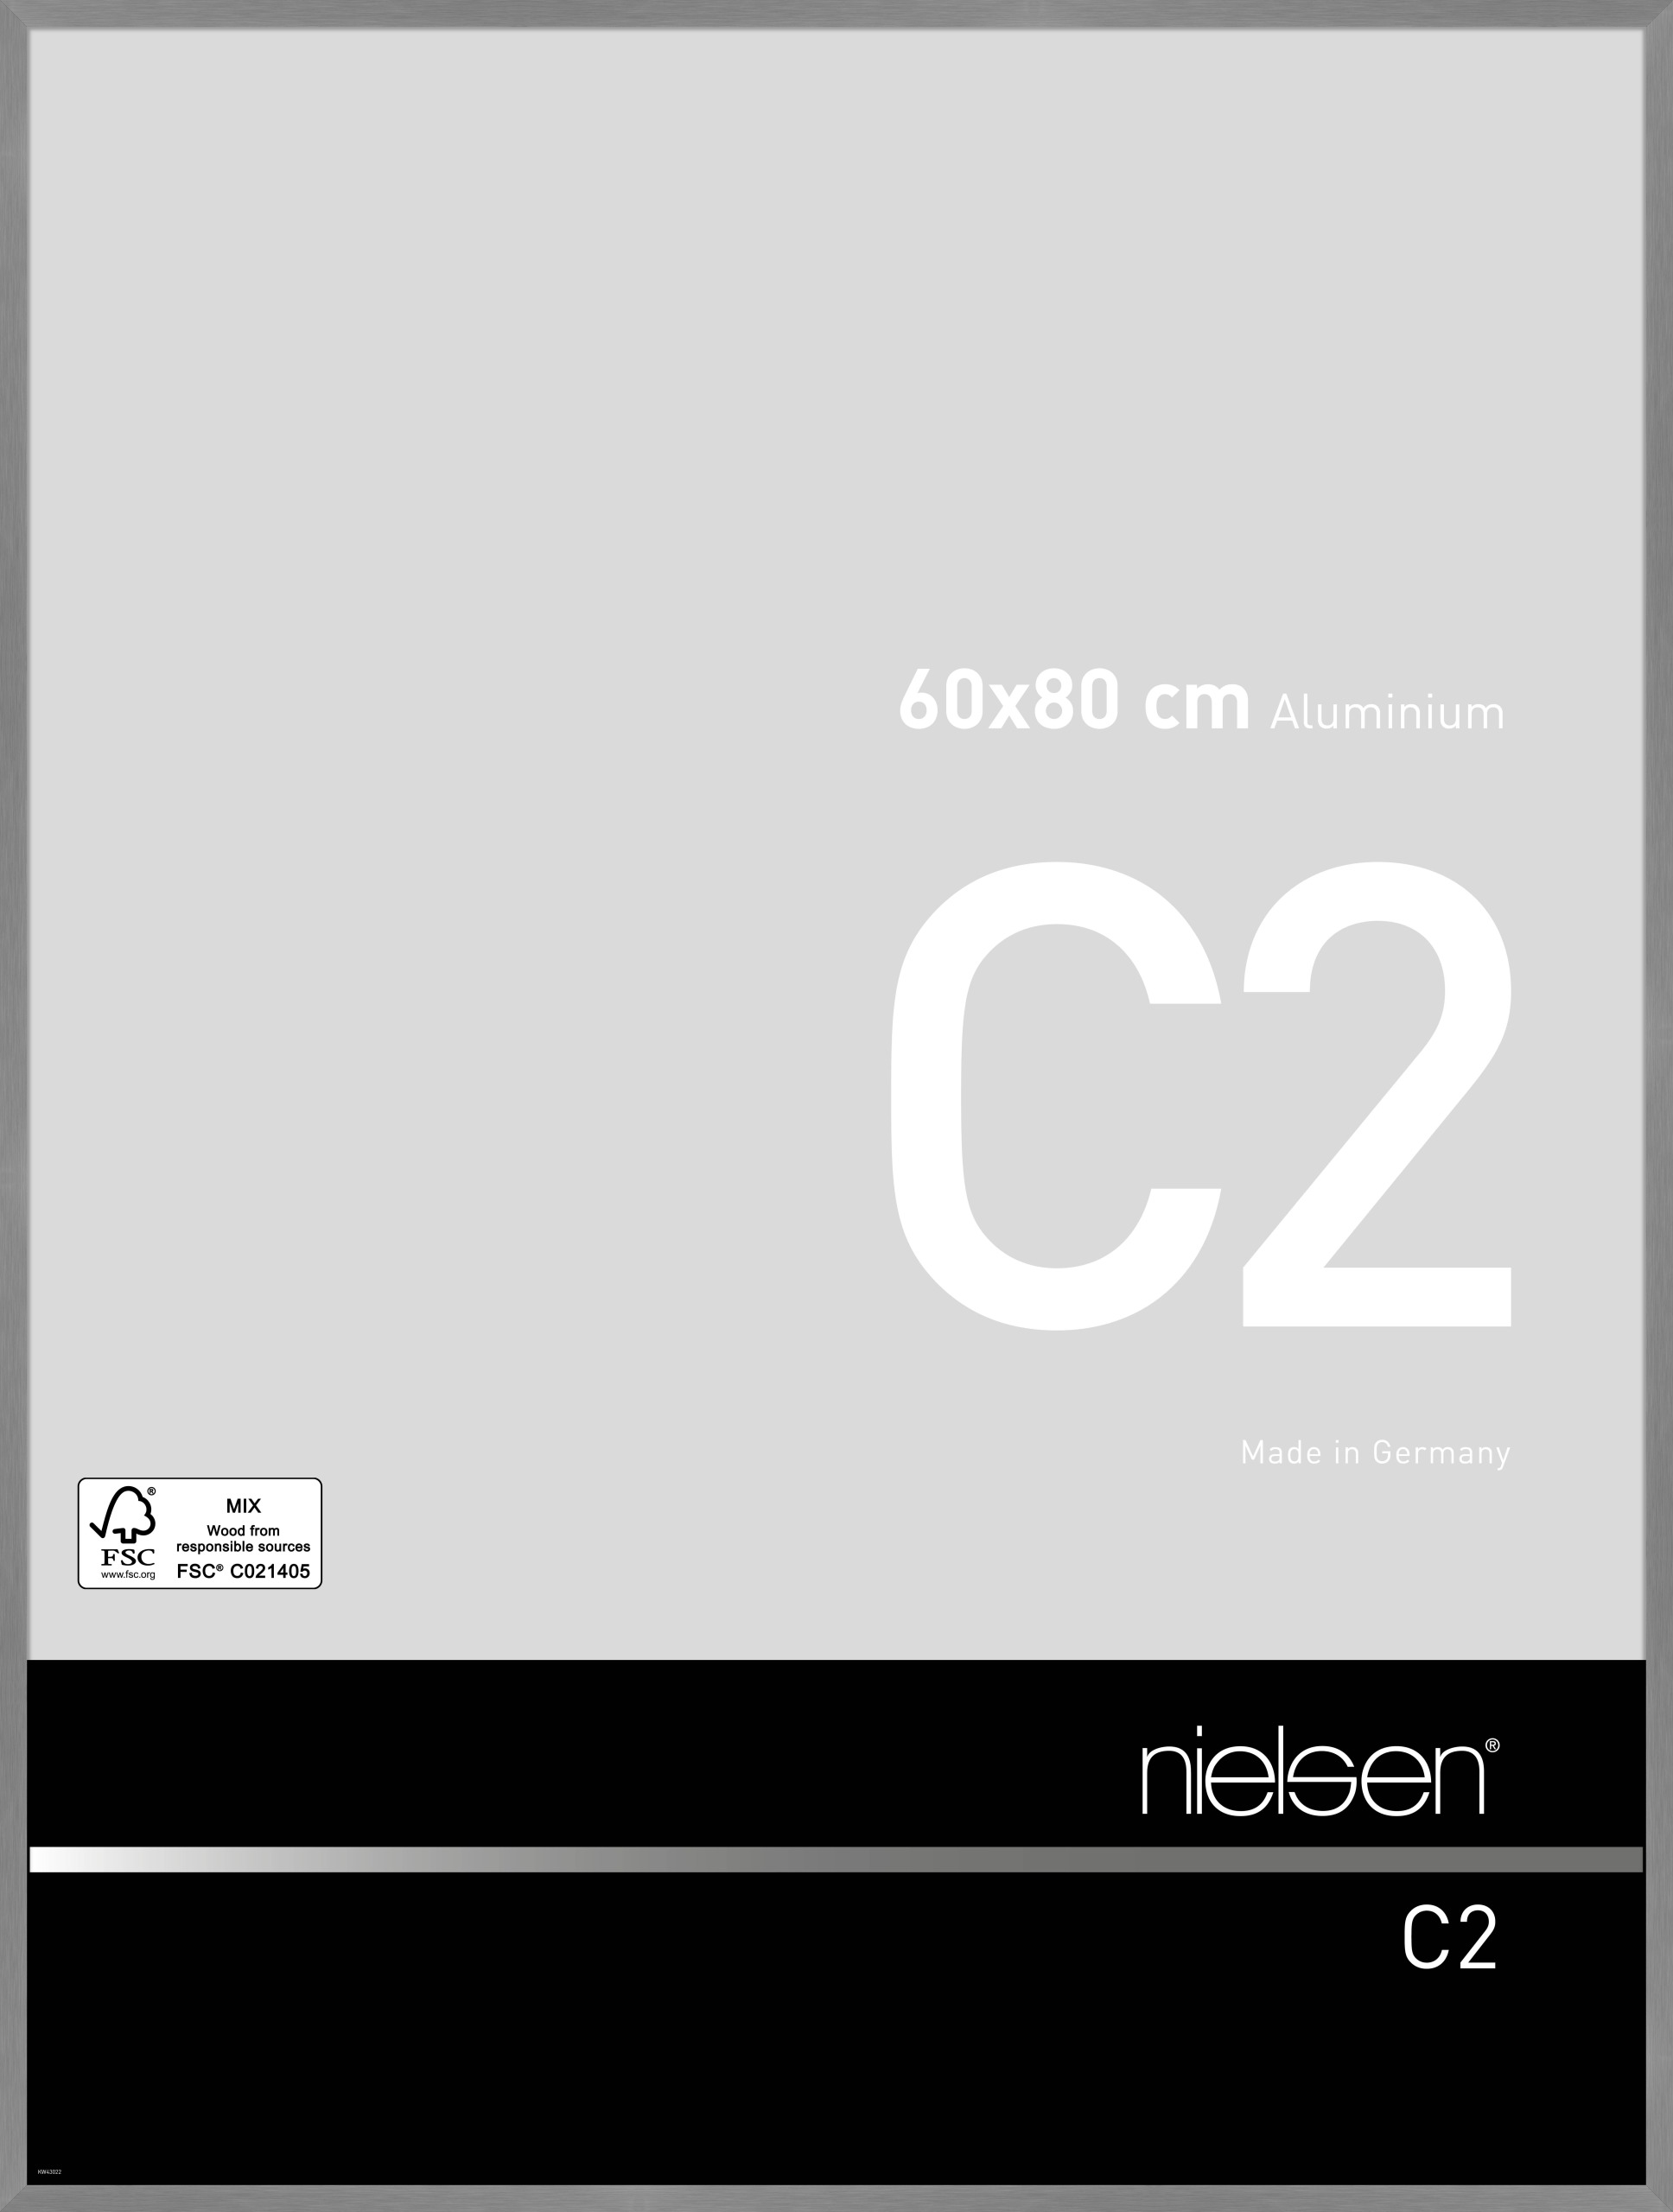 60x80 cm Aluminium
C2
Made in Germany
®
MIX
Wood from
responsible sources
FSC® C021405
FSC
www.fsc.org
nielsen®
C2
KW43022